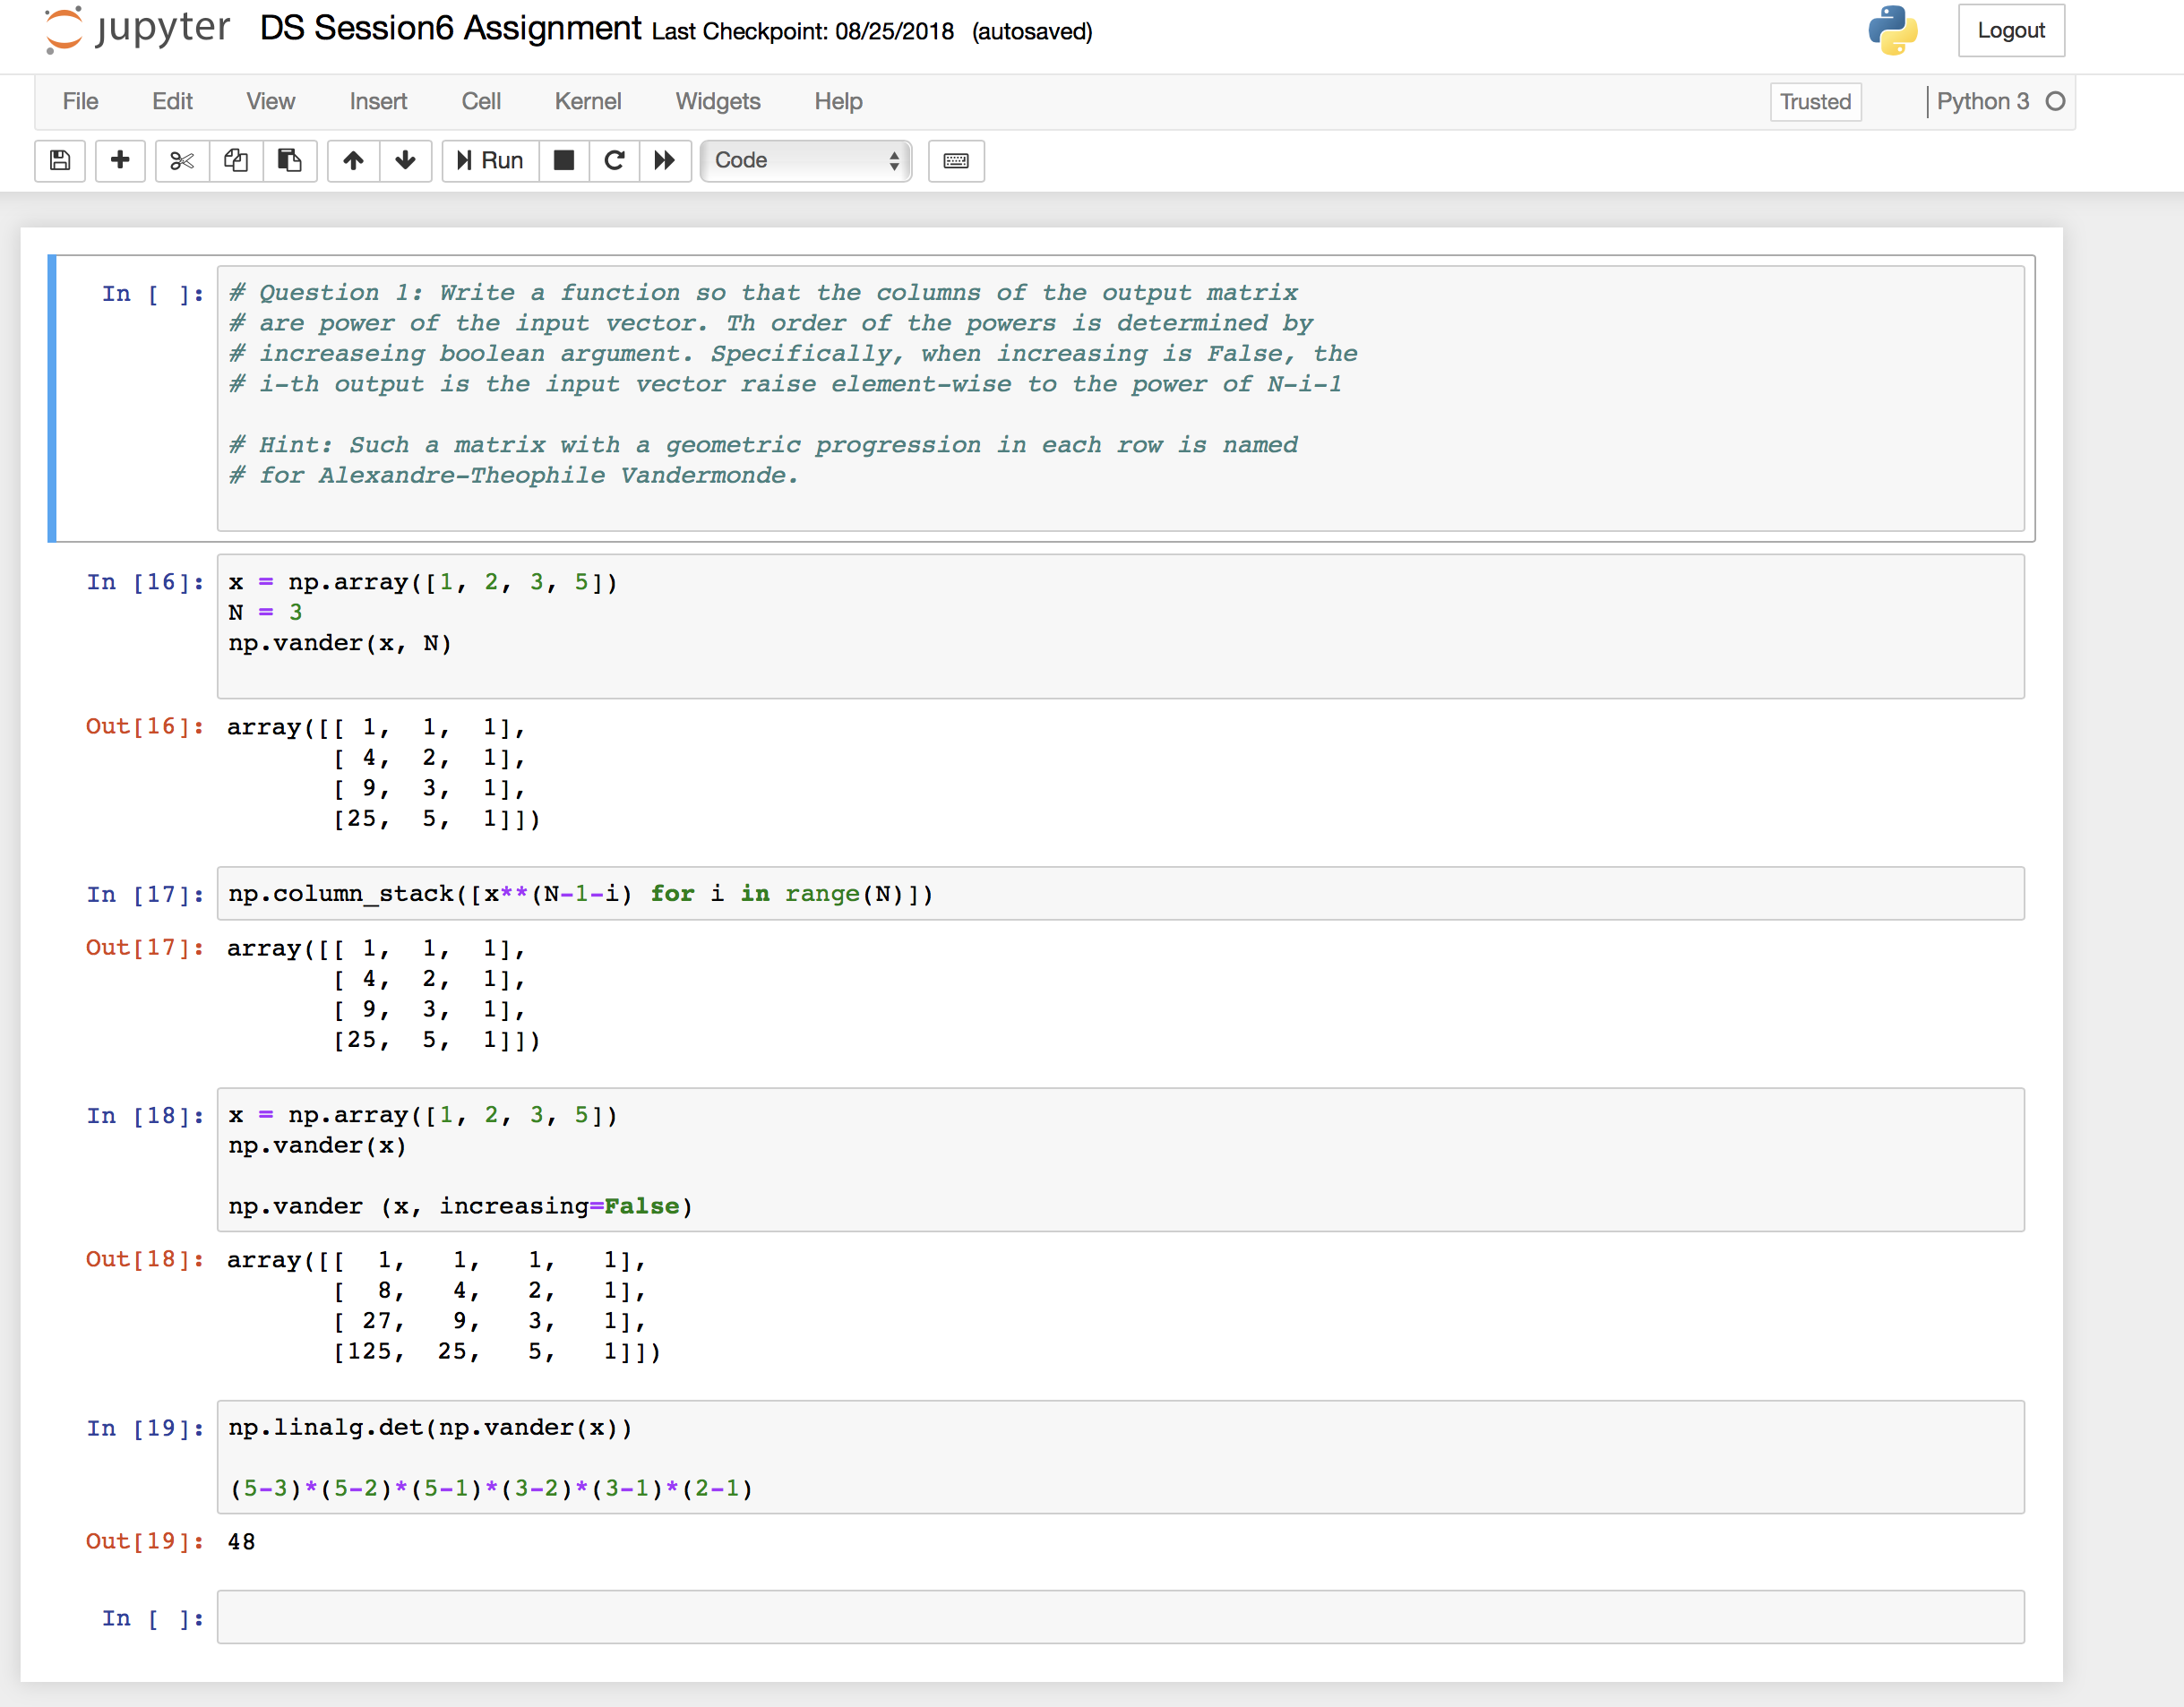 jupyter DS Session6 Assignment Last Checkpoint: 08/25/2018 (autosaved) Logout
File Edit View Insert Cell Kernel Widgets Help Trusted Python 3
Run Code
In [ ]: # Question 1: Write a function so that the columns of the output matrix
# are power of the input vector. Th order of the powers is determined by
# increaseing boolean argument. Specifically, when increasing is False, the
# i-th output is the input vector raise element-wise to the power of N-i-1
# Hint: Such a matrix with a geometric progression in each row is named
# for Alexandre-Theophile Vandermonde.
In [16]: x = np.array([1, 2, 3, 5])
N = 3
np.vander(x, N)
Out[16]: array([[ 1,  1,  1],
       [ 4,  2,  1],
       [ 9,  3,  1],
       [25,  5,  1]])
In [17]: np.column_stack([x**(N-1-i) for i in range(N)])
Out[17]: array([[ 1,  1,  1],
       [ 4,  2,  1],
       [ 9,  3,  1],
       [25,  5,  1]])
In [18]: x = np.array([1, 2, 3, 5])
np.vander(x)
np.vander (x, increasing=False)
Out[18]: array([[  1,   1,   1,   1],
       [  8,   4,   2,   1],
       [ 27,   9,   3,   1],
       [125,  25,   5,   1]])
In [19]: np.linalg.det(np.vander(x))
(5-3)*(5-2)*(5-1)*(3-2)*(3-1)*(2-1)
Out[19]: 48
In [ ]: